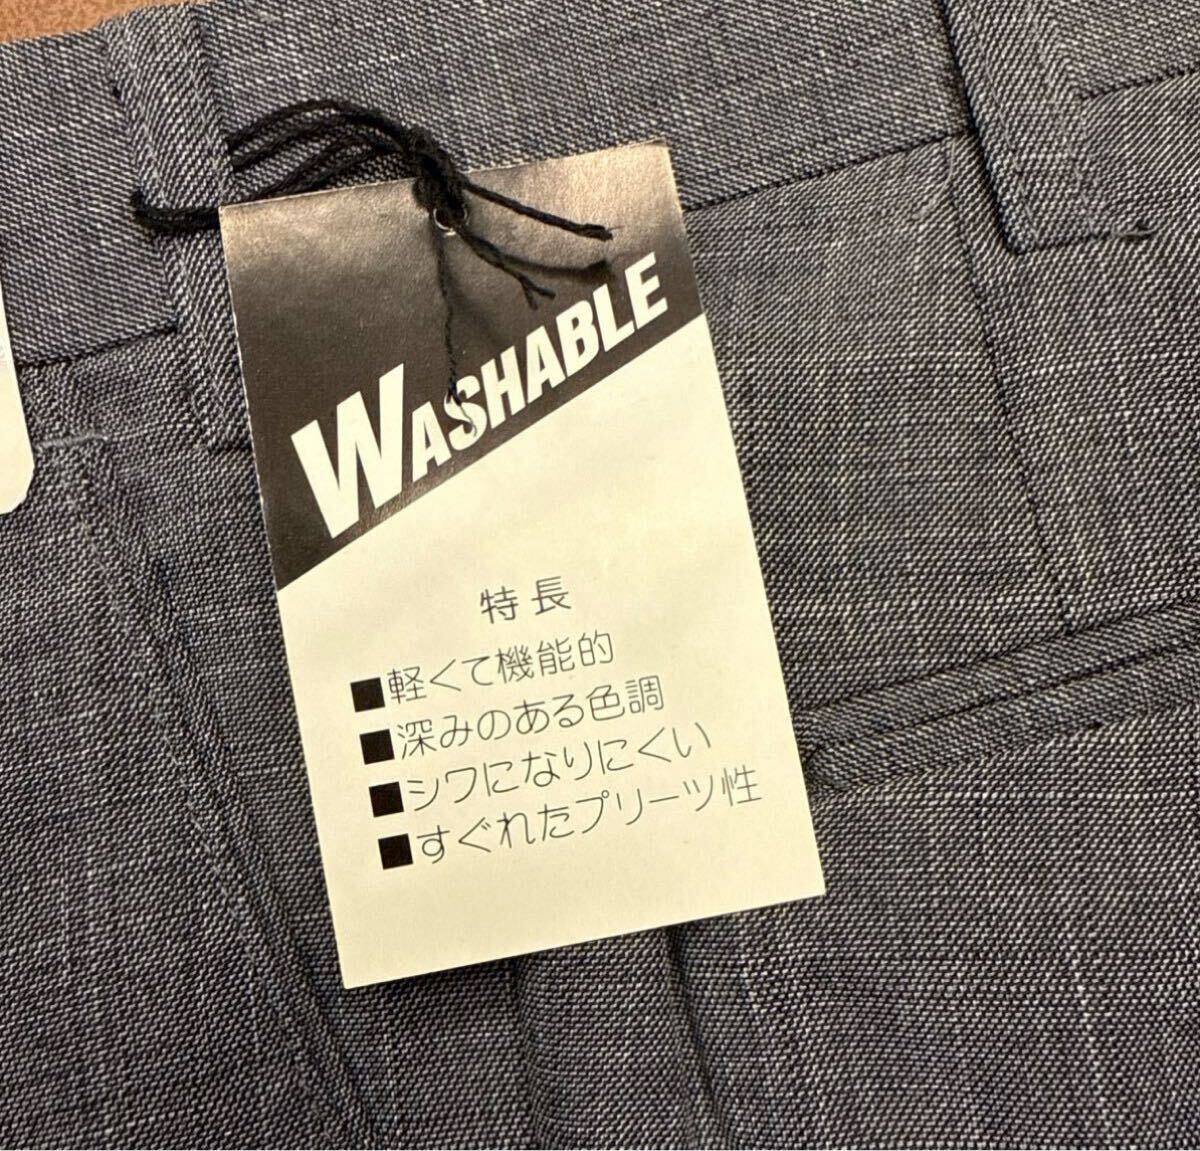 WASHABLE
特長
■軽くて機能的
■深みのある色調
■シワになりにくい
■すぐれたプリーツ性